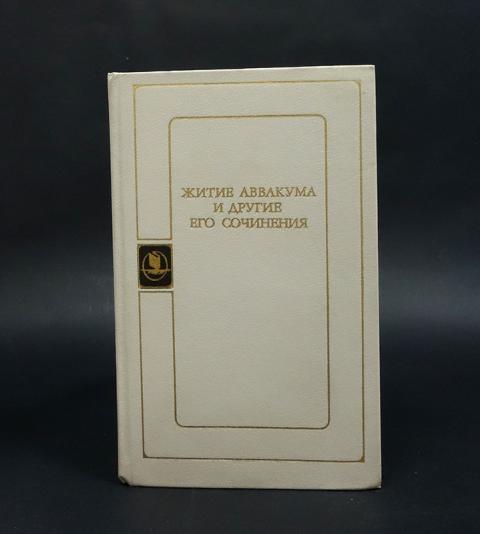 ЖИТИЕ АВВАКУМА
И ДРУГИЕ
ЕГО СОЧИНЕНИЯ